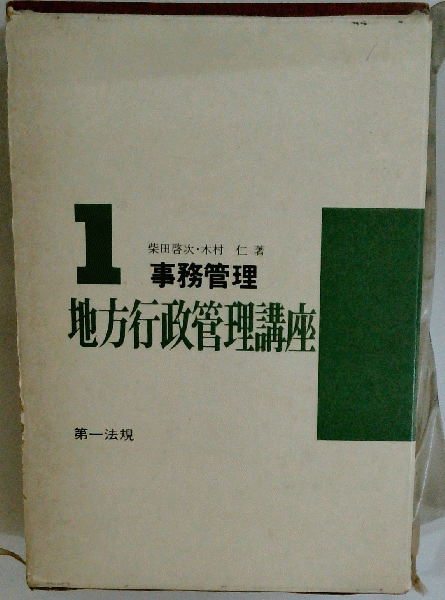 1
柴田啓次・木村 仁 著
事務管理
地方行政管理講座
第一法規